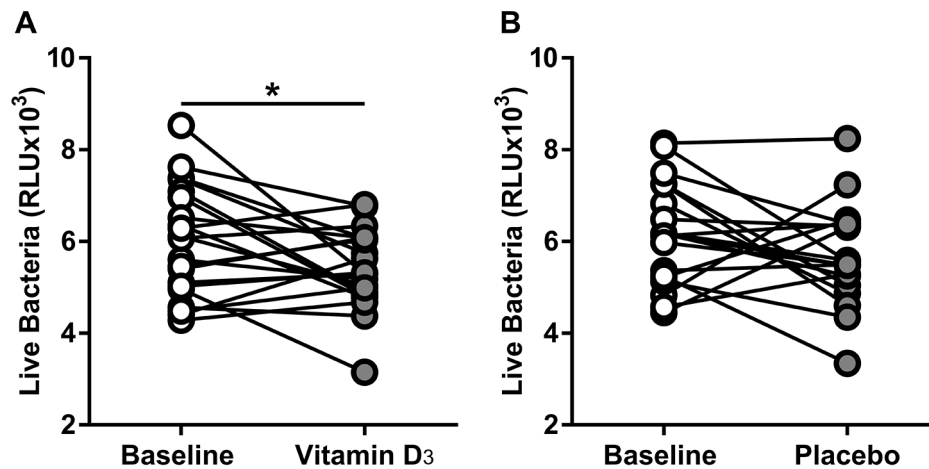 A
Live Bacteria (RLUx10³)
10
8
6
4
2
*
Baseline
Vitamin D3
B
Live Bacteria (RLUx10³)
10
8
6
4
2
Baseline
Placebo